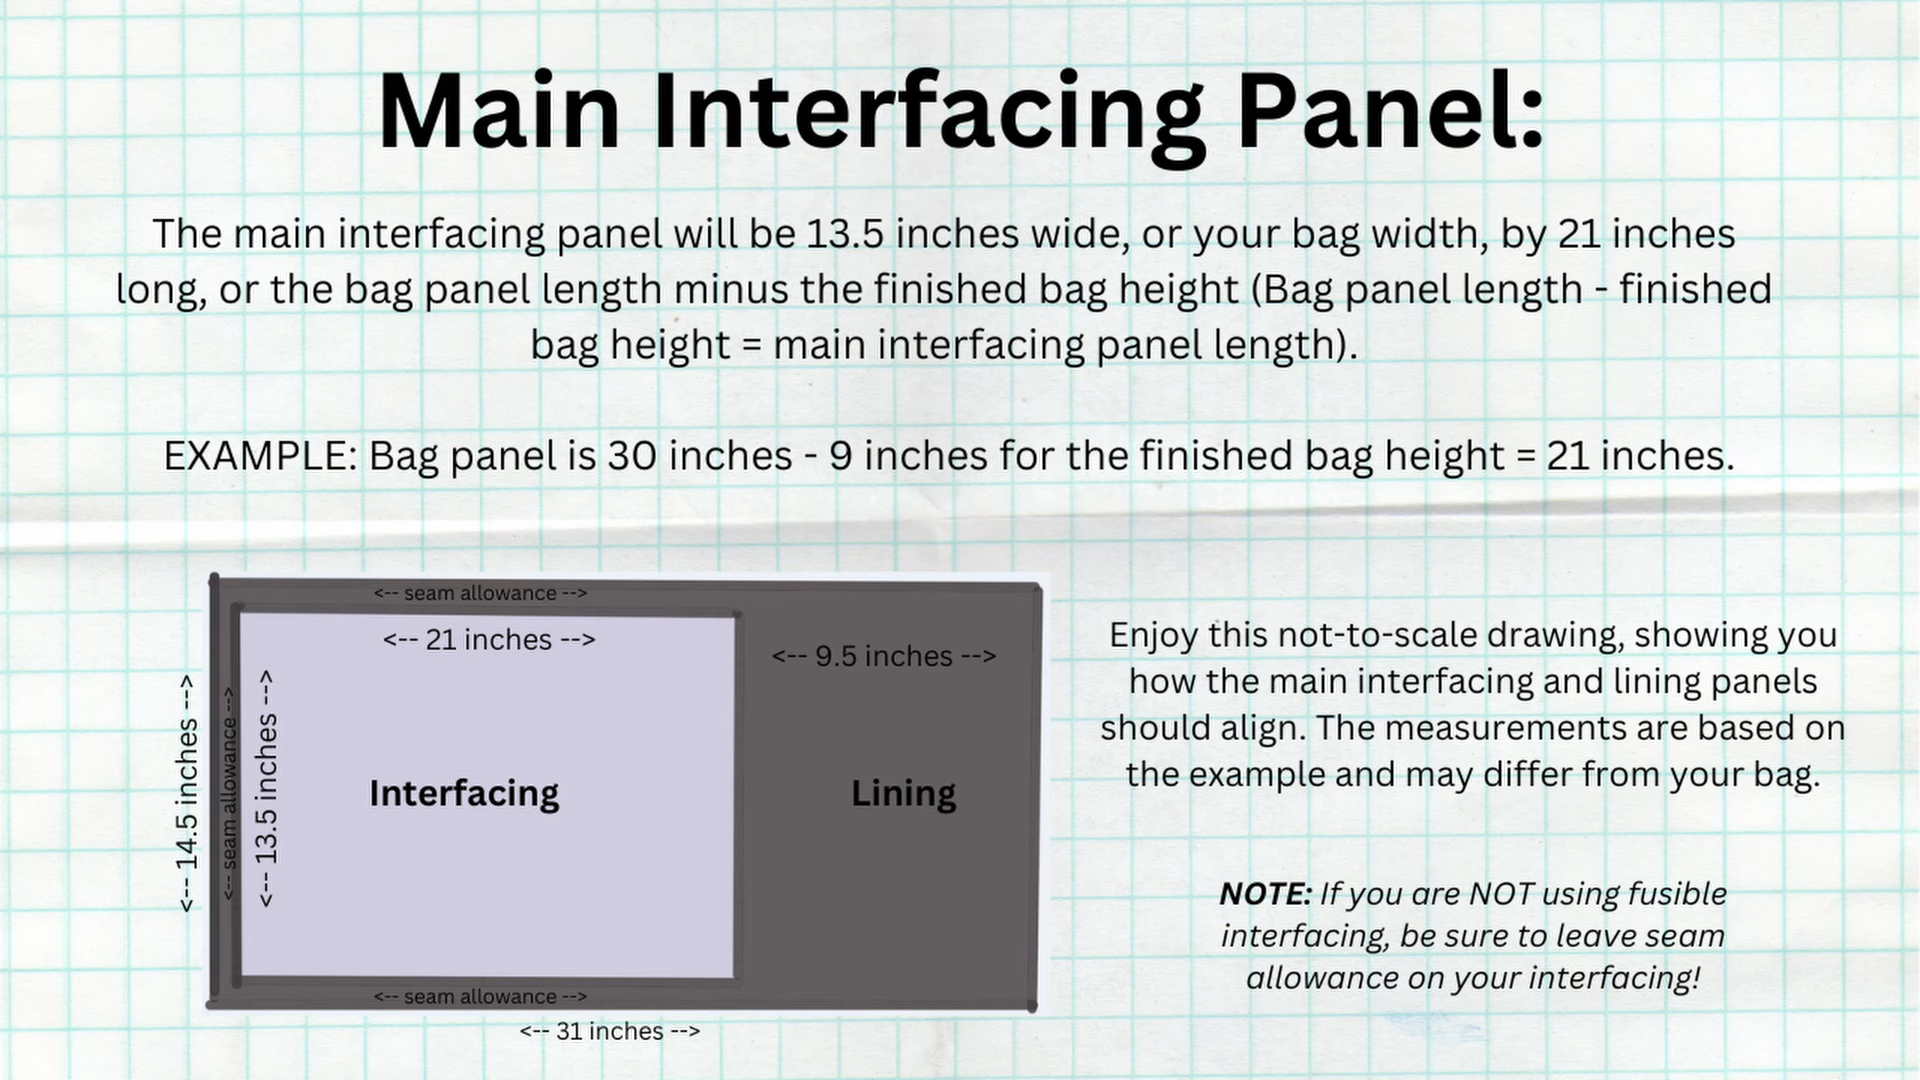 Main Interfacing Panel:
The main interfacing panel will be 13.5 inches wide, or your bag width, by 21 inches
long, or the bag panel length minus the finished bag height (Bag panel length - finished
bag height = main interfacing panel length).
EXAMPLE: Bag panel is 30 inches - 9 inches for the finished bag height = 21 inches.
<-- seam allowance -->
<-- 21 inches -->
<-- 9.5 inches -->
<-- 14.5 inches -->
<-- seam allowance -->
<-- 13.5 inches -->
Interfacing
Lining
<-- seam allowance -->
<-- 31 inches -->
Enjoy this not-to-scale drawing, showing you
how the main interfacing and lining panels
should align. The measurements are based on
the example and may differ from your bag.
NOTE: If you are NOT using fusible
interfacing, be sure to leave seam
allowance on your interfacing!